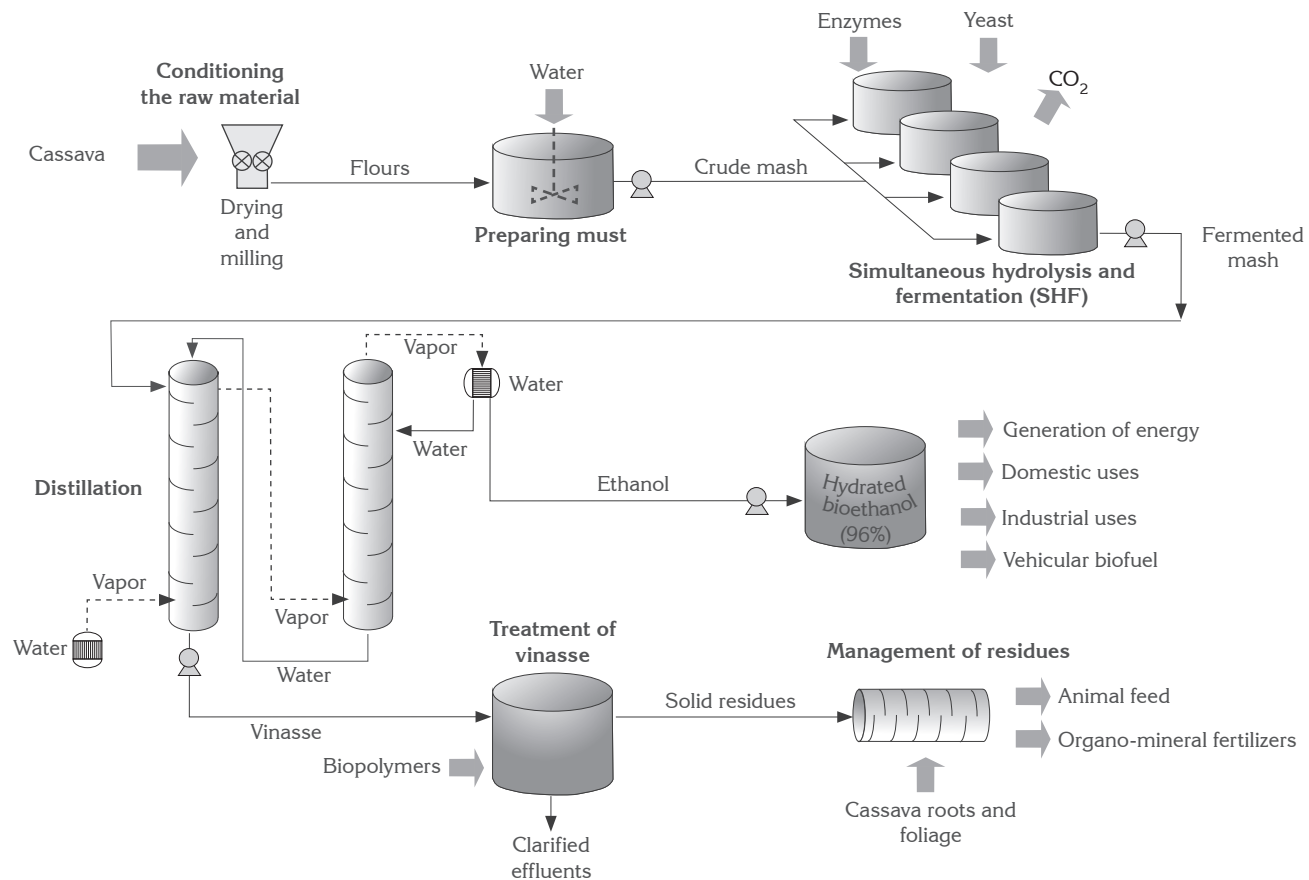 Enzymes
Yeast
CO2
Conditioning
the raw material
Water
Cassava
Flours
Crude mash
Drying
and
milling
Preparing must
Fermented
mash
Simultaneous hydrolysis and
fermentation (SHF)
Vapor
Water
Water
Generation of energy
Domestic uses
Distillation
Ethanol
Hydrated
bioethanol
(96%)
Industrial uses
Vehicular biofuel
Vapor
Vapor
Water
Water
Treatment of
vinasse
Management of residues
Solid residues
Animal feed
Vinasse
Organo-mineral fertilizers
Biopolymers
Cassava roots and
foliage
Clarified
effluents